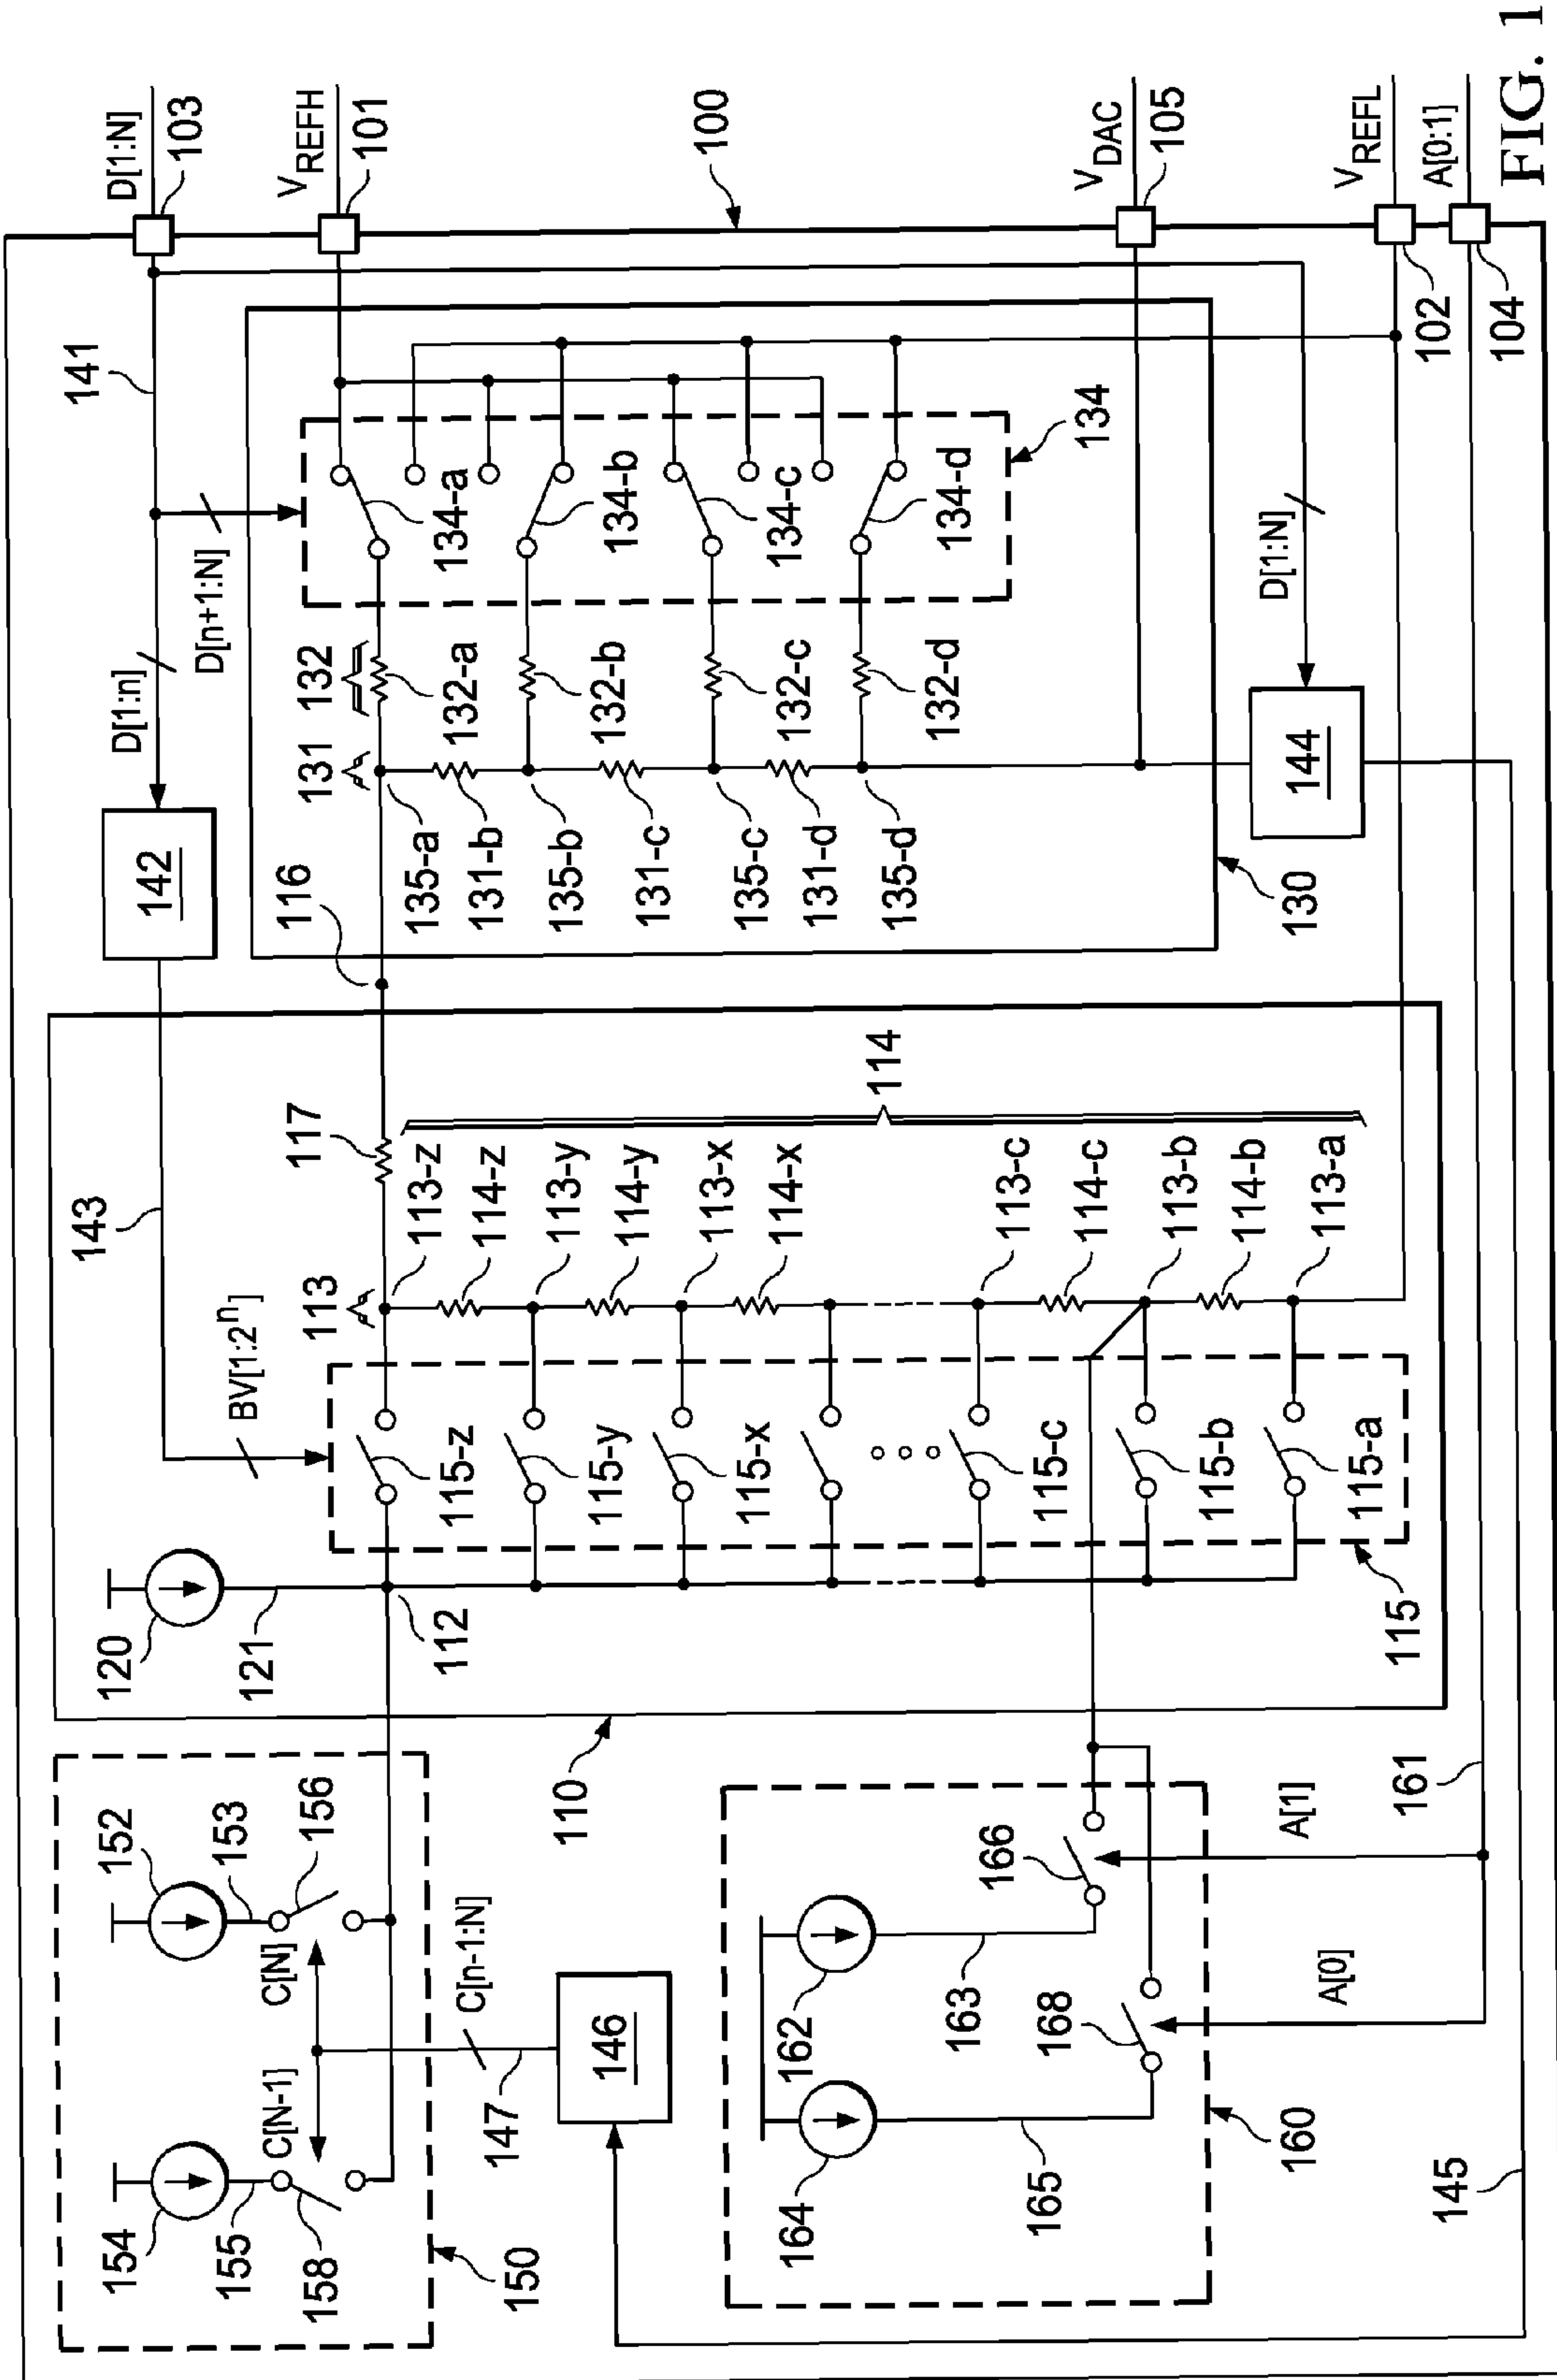 D[1:N]
103
VREFH
101
100
VDAC
105
VREFL
102
A[0:1]
104
FIG. 1
141
D[1:n]
D[n+1:N]
142
143
BV[1:2^n]
134-a
134-b
134-c
134-d
134
132
132-a
132-b
132-c
132-d
131
135-a
131-b
135-b
131-c
135-c
131-d
135-d
D[1:N]
144
130
116
117
114
113
113-z
114-z
113-y
114-y
113-x
114-x
113-c
114-c
113-b
114-b
113-a
115-z
115-y
115-x
115-c
115-b
115-a
115
120
121
112
110
152
153
156
C[N]
154
155
158
C[N-1]
150
C[n-1:N]
147
146
162
163
166
164
165
168
160
A[1]
A[0]
161
145